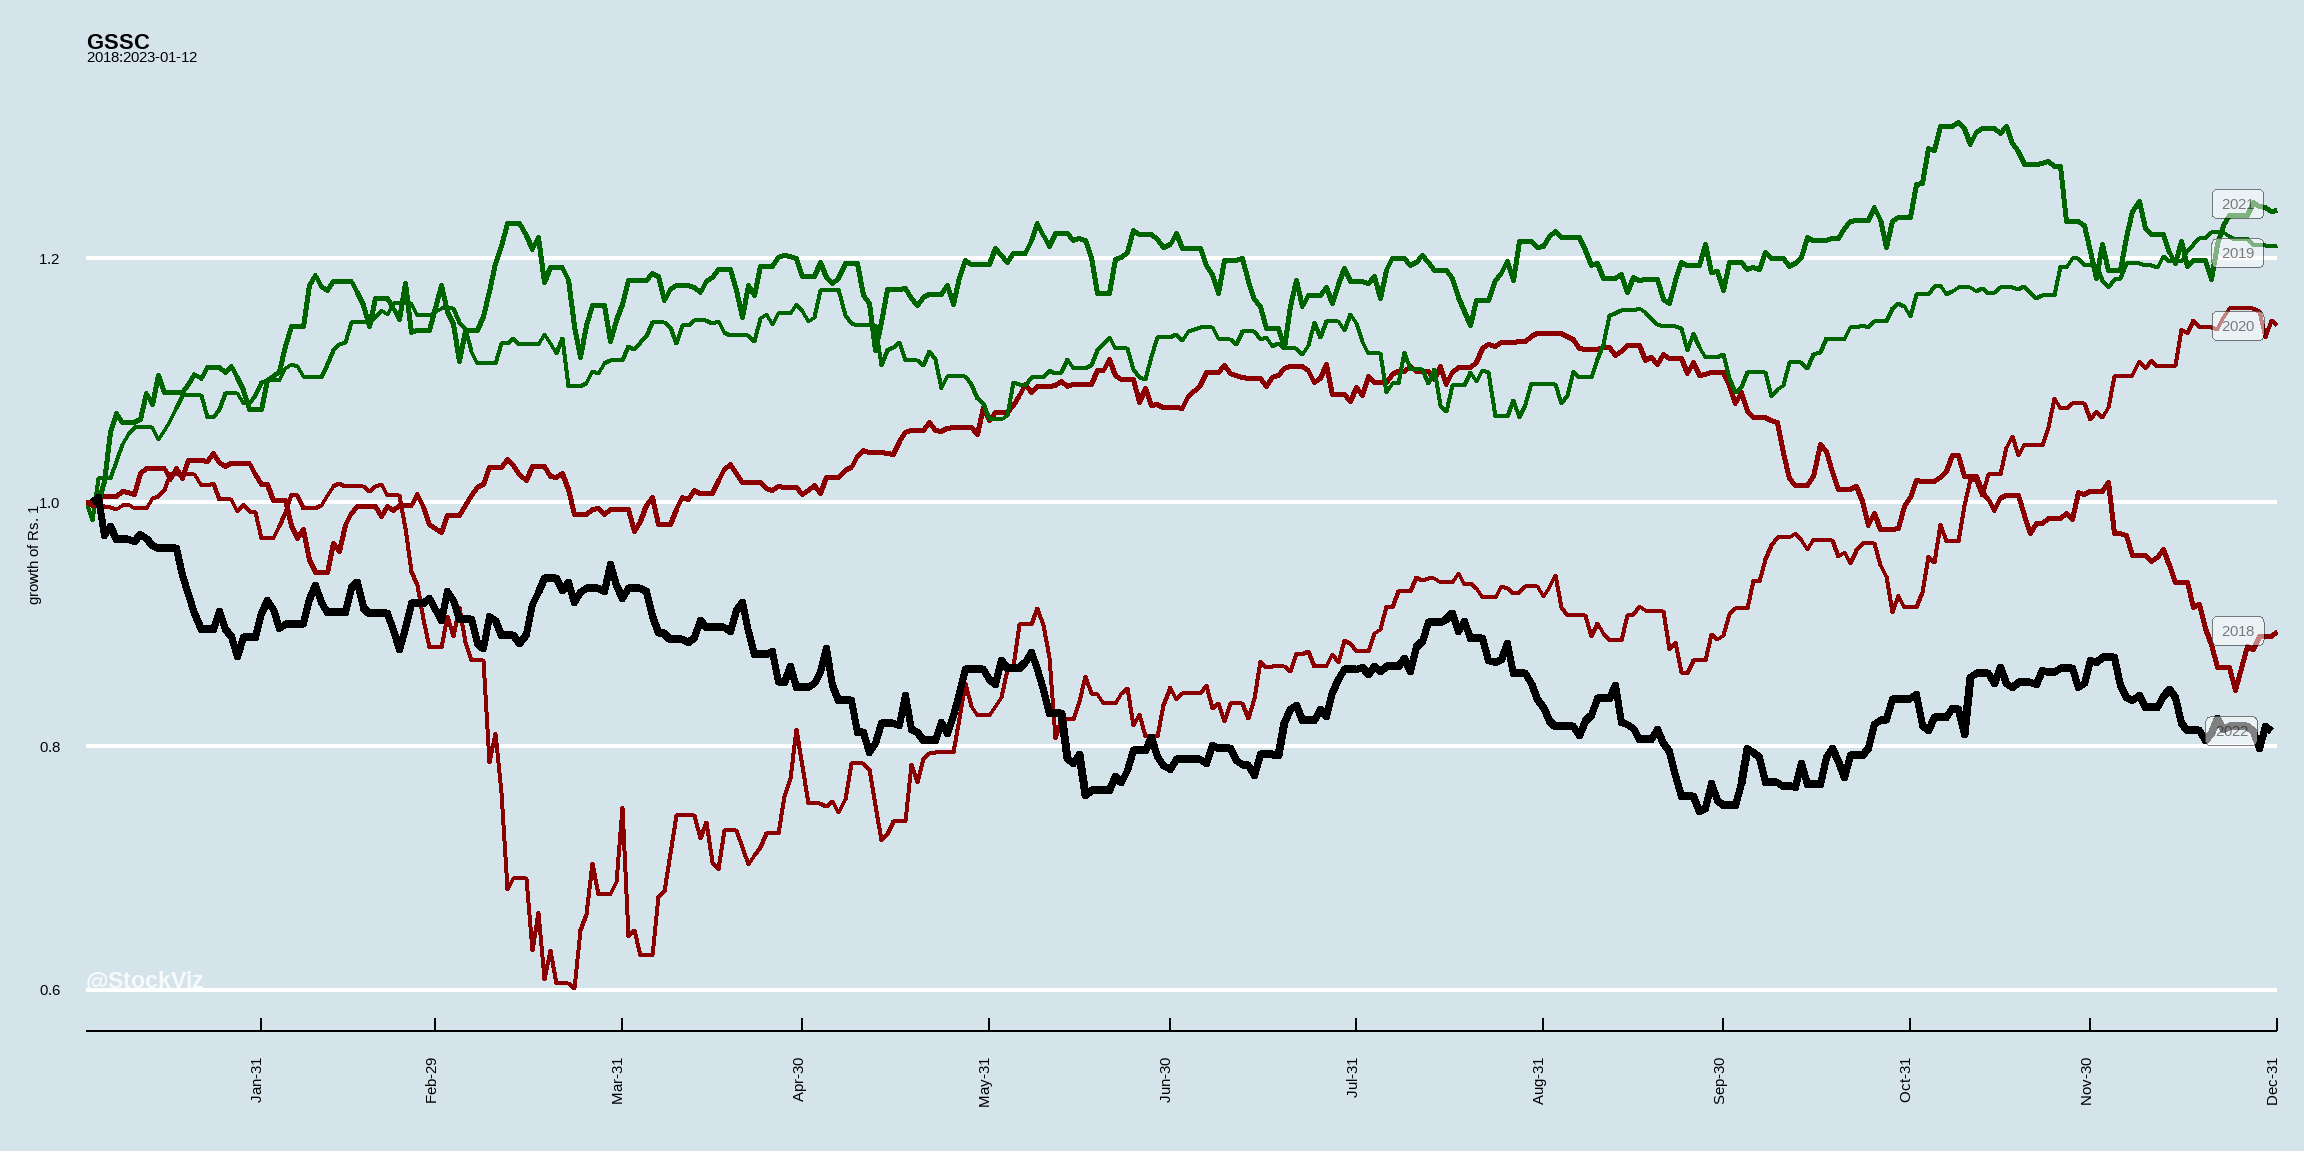 GSSC
2018:2023-01-12
1.2
1.0
0.8
0.6
growth of Rs. 1
2021
2019
2020
2018
2022
@StockViz
Jan-31
Feb-29
Mar-31
Apr-30
May-31
Jun-30
Jul-31
Aug-31
Sep-30
Oct-31
Nov-30
Dec-31